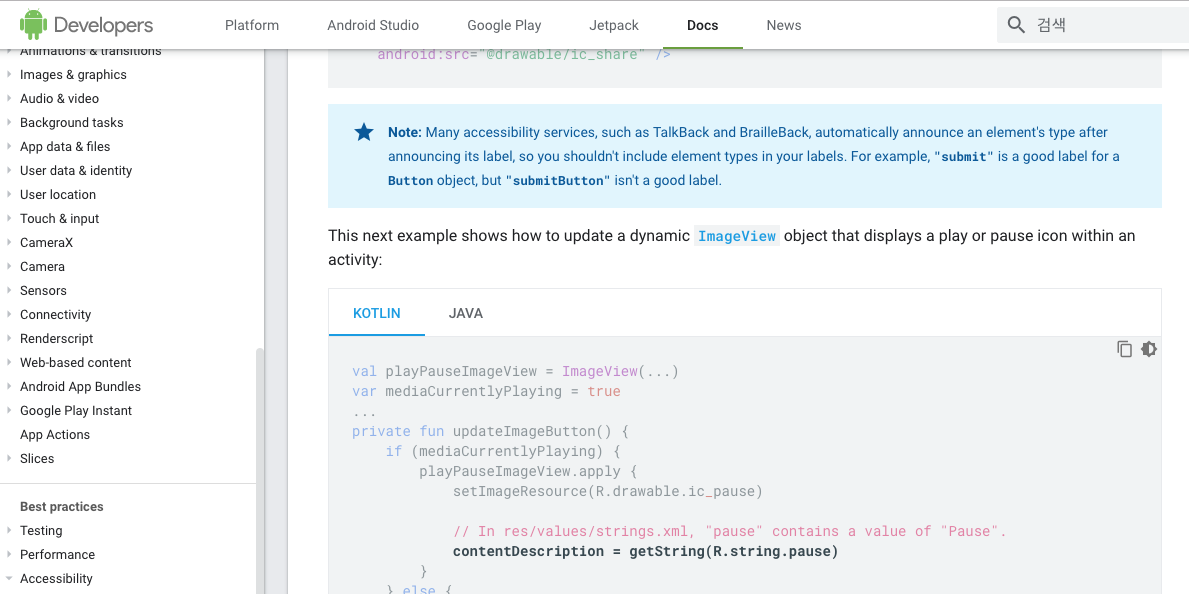 Developers
Platform
Android Studio
Google Play
Jetpack
Docs
News
검색
Animations & transitions
Images & graphics
Audio & video
Background tasks
App data & files
User data & identity
User location
Touch & input
CameraX
Camera
Sensors
Connectivity
Renderscript
Web-based content
Android App Bundles
Google Play Instant
App Actions
Slices
Best practices
Testing
Performance
Accessibility
android:src="@drawable/ic_share" />
Note: Many accessibility services, such as TalkBack and BrailleBack, automatically announce an element's type after
announcing its label, so you shouldn't include element types in your labels. For example, "submit" is a good label for a
Button object, but "submitButton" isn't a good label.
This next example shows how to update a dynamic ImageView object that displays a play or pause icon within an
activity:
KOTLIN
JAVA
val playPauseImageView = ImageView(...)
var mediaCurrentlyPlaying = true
...
private fun updateImageButton() {
if (mediaCurrentlyPlaying) {
playPauseImageView.apply {
setImageResource(R.drawable.ic_pause)
// In res/values/strings.xml, "pause" contains a value of "Pause".
contentDescription = getString(R.string.pause)
}
} else {